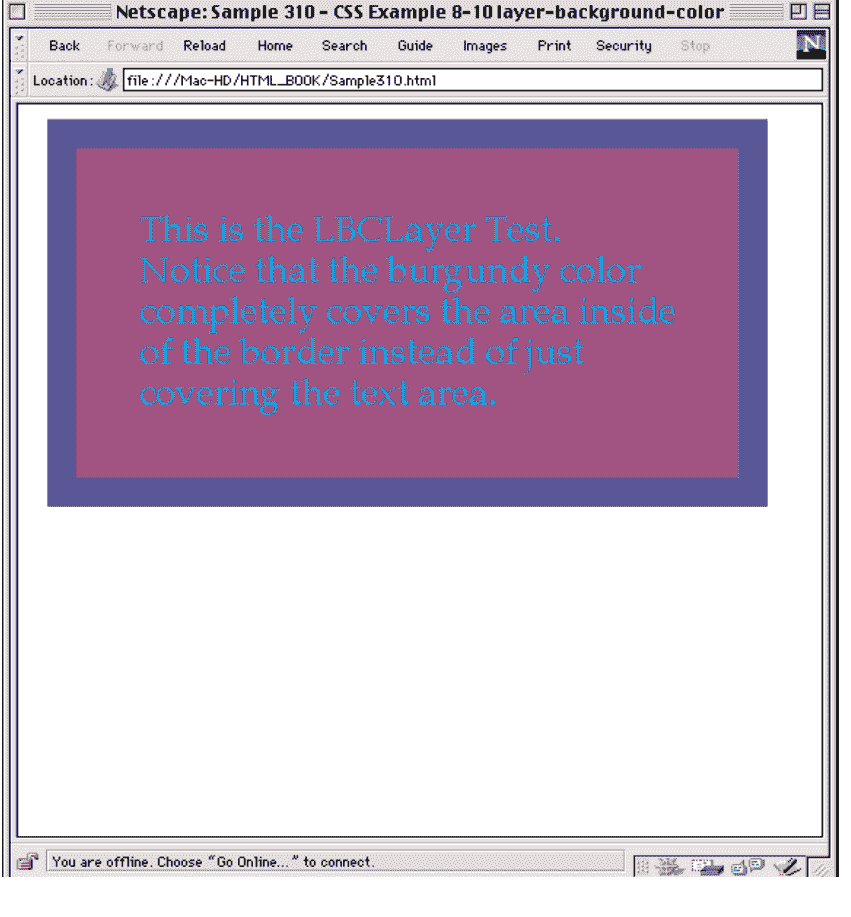 Netscape: Sample 310 - CSS Example 8-10 layer-background-color
Back Forward Reload Home Search Guide Images Print Security Stop N
Location: file:///Mac-HD/HTML_BOOK/Sample310.html
This is the LBCLayer Test.
Notice that the burgundy color
completely covers the area inside
of the border instead of just
covering the text area.
You are offline. Choose “Go Online...” to connect.